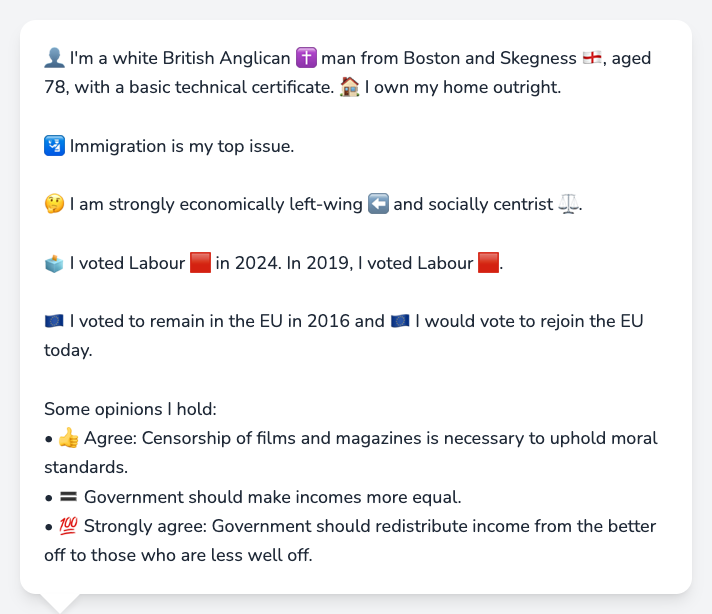 👤 I'm a white British Anglican ✝️ man from Boston and Skegness 🏴󠁧󠁢󠁥󠁮󠁧󠁿, aged
78, with a basic technical certificate. 🏠 I own my home outright.
🛂 Immigration is my top issue.
🤔 I am strongly economically left-wing ⬅️ and socially centrist ⚖️.
🗳️ I voted Labour 🟥 in 2024. In 2019, I voted Labour 🟥.
🇪🇺 I voted to remain in the EU in 2016 and 🇪🇺 I would vote to rejoin the EU
today.
Some opinions I hold:
• 👍 Agree: Censorship of films and magazines is necessary to uphold moral
standards.
• 🟰 Government should make incomes more equal.
• 💯 Strongly agree: Government should redistribute income from the better
off to those who are less well off.